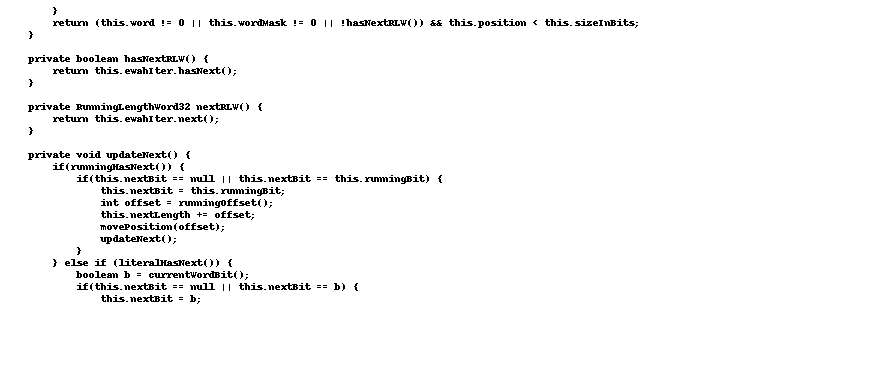 }
        return (this.word != 0 || this.wordMask != 0 || !hasNextRLW()) && this.position < this.sizeInBits;
    }

    private boolean hasNextRLW() {
        return this.ewahIter.hasNext();
    }

    private RunningLengthWord32 nextRLW() {
        return this.ewahIter.next();
    }

    private void updateNext() {
        if(runningHasNext()) {
            if(this.nextBit == null || this.nextBit == this.runningBit) {
                this.nextBit = this.runningBit;
                int offset = runningOffset();
                this.nextLength += offset;
                movePosition(offset);
                updateNext();
            }
        } else if (literalHasNext()) {
            boolean b = currentWordBit();
            if(this.nextBit == null || this.nextBit == b) {
                this.nextBit = b;